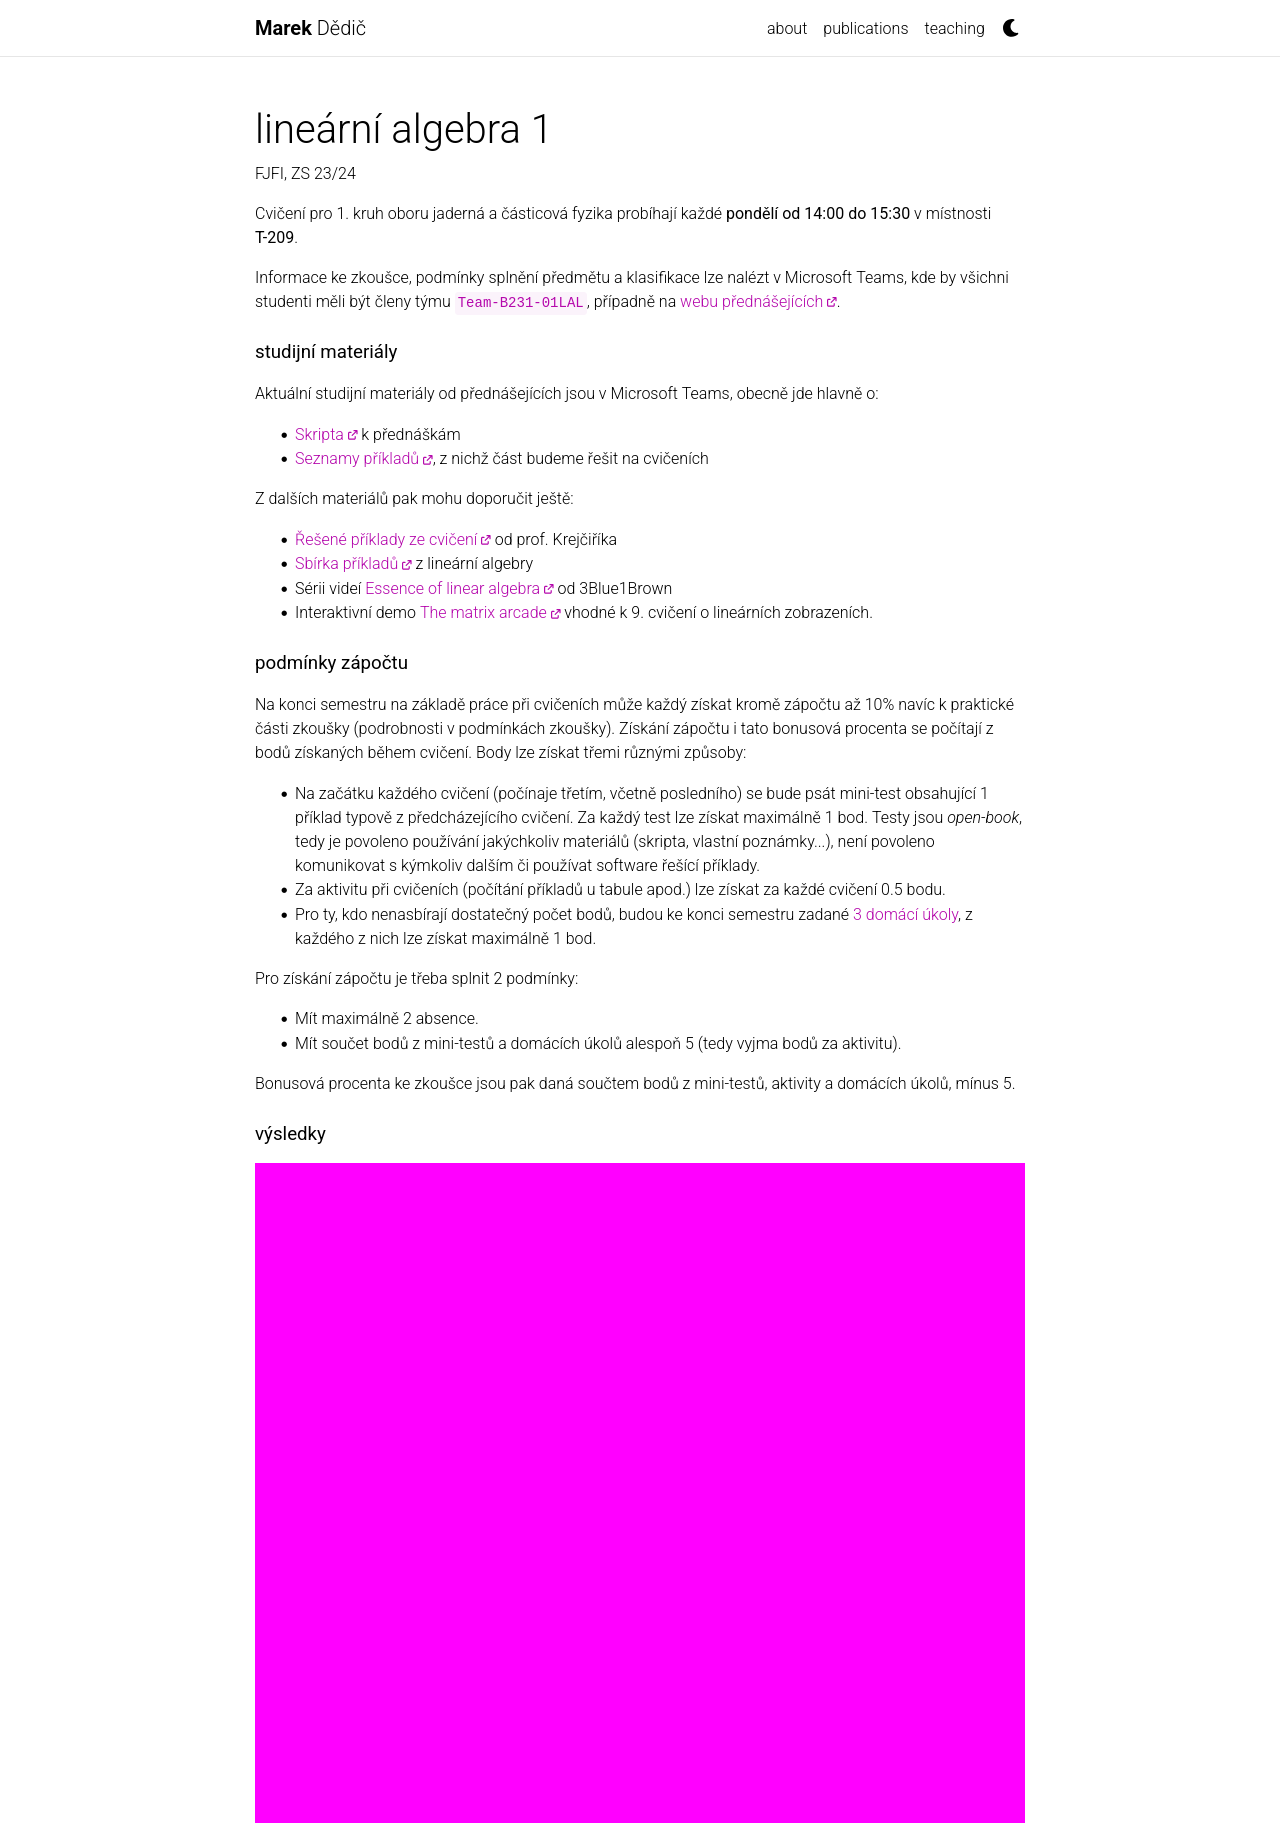 Marek Dědič
about publications teaching
lineární algebra 1
FJFI, ZS 23/24
Cvičení pro 1. kruh oboru jaderná a částicová fyzika probíhají každé pondělí od 14:00 do 15:30 v místnosti
T-209.
Informace ke zkoušce, podmínky splnění předmětu a klasifikace lze nalézt v Microsoft Teams, kde by všichni
studenti měli být členy týmu Team-B231-01LAL, případně na webu přednášejících.
studijní materiály
Aktuální studijní materiály od přednášejících jsou v Microsoft Teams, obecně jde hlavně o:
• Skripta k přednáškám
• Seznamy příkladů, z nichž část budeme řešit na cvičeních
Z dalších materiálů pak mohu doporučit ještě:
• Řešené příklady ze cvičení od prof. Krejčiříka
• Sbírka příkladů z lineární algebry
• Sérii videí Essence of linear algebra od 3Blue1Brown
• Interaktivní demo The matrix arcade vhodné k 9. cvičení o lineárních zobrazeních.
podmínky zápočtu
Na konci semestru na základě práce při cvičeních může každý získat kromě zápočtu až 10% navíc k praktické
části zkoušky (podrobnosti v podmínkách zkoušky). Získání zápočtu i tato bonusová procenta se počítají z
bodů získaných během cvičení. Body lze získat třemi různými způsoby:
• Na začátku každého cvičení (počínaje třetím, včetně posledního) se bude psát mini-test obsahující 1
příklad typově z předcházejícího cvičení. Za každý test lze získat maximálně 1 bod. Testy jsou open-book,
tedy je povoleno používání jakýchkoliv materiálů (skripta, vlastní poznámky...), není povoleno
komunikovat s kýmkoliv dalším či používat software řešící příklady.
• Za aktivitu při cvičeních (počítání příkladů u tabule apod.) lze získat za každé cvičení 0.5 bodu.
• Pro ty, kdo nenasbírají dostatečný počet bodů, budou ke konci semestru zadané 3 domácí úkoly, z
každého z nich lze získat maximálně 1 bod.
Pro získání zápočtu je třeba splnit 2 podmínky:
• Mít maximálně 2 absence.
• Mít součet bodů z mini-testů a domácích úkolů alespoň 5 (tedy vyjma bodů za aktivitu).
Bonusová procenta ke zkoušce jsou pak daná součtem bodů z mini-testů, aktivity a domácích úkolů, mínus 5.
výsledky